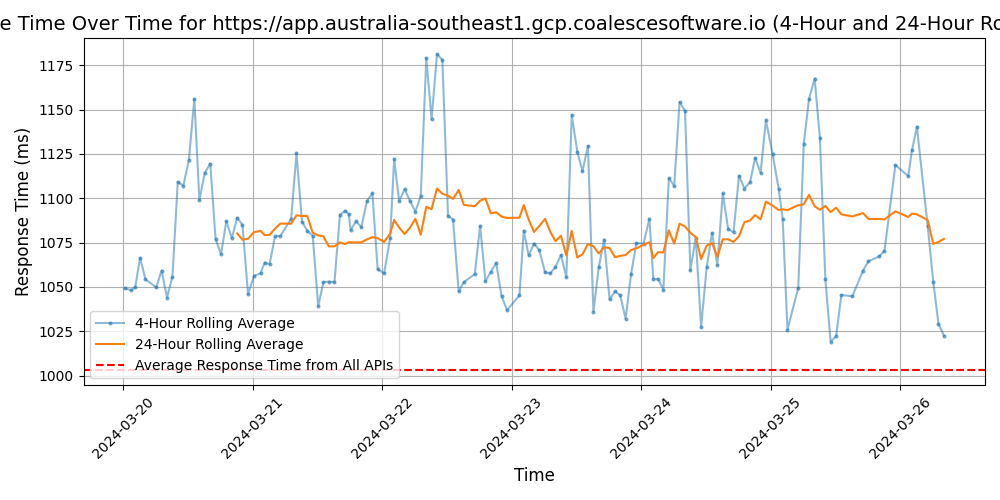 e Time Over Time for https://app.australia-southeast1.gcp.coalescesoftware.io (4-Hour and 24-Hour Ro
Response Time (ms)
1175
1150
1125
1100
1075
1050
1025
1000
4-Hour Rolling Average
24-Hour Rolling Average
Average Response Time from All APIs
2024-03-20
2024-03-21
2024-03-22
2024-03-23
2024-03-24
2024-03-25
2024-03-26
Time